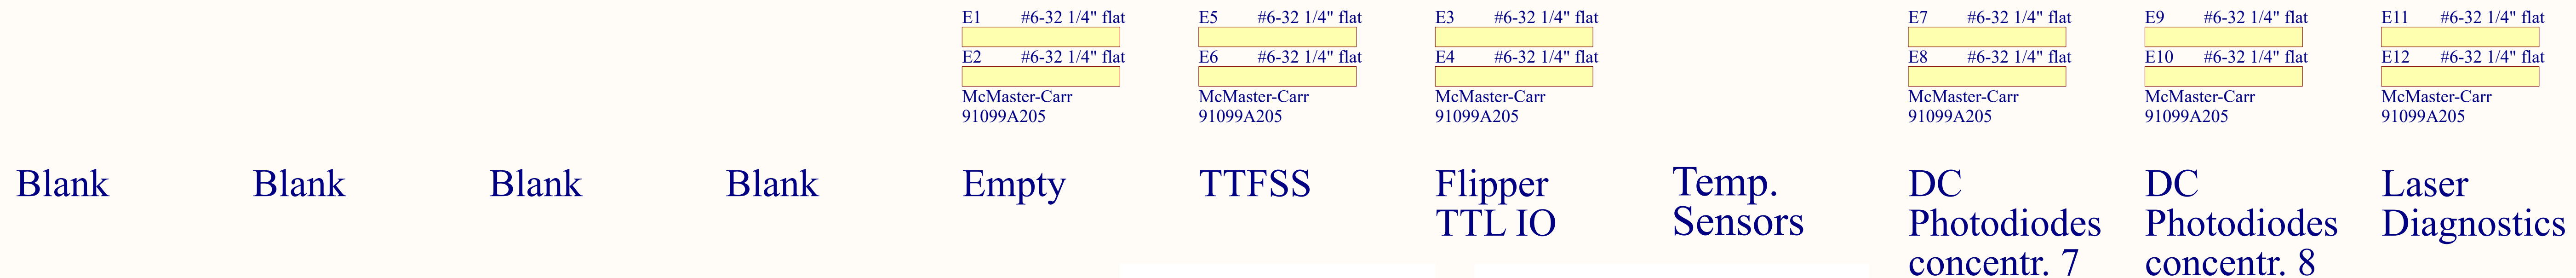 E1 #6-32 1/4" flat
E2 #6-32 1/4" flat
McMaster-Carr
91099A205
E5 #6-32 1/4" flat
E6 #6-32 1/4" flat
McMaster-Carr
91099A205
E3 #6-32 1/4" flat
E4 #6-32 1/4" flat
McMaster-Carr
91099A205
E7 #6-32 1/4" flat
E8 #6-32 1/4" flat
McMaster-Carr
91099A205
E9 #6-32 1/4" flat
E10 #6-32 1/4" flat
McMaster-Carr
91099A205
E11 #6-32 1/4" flat
E12 #6-32 1/4" flat
McMaster-Carr
91099A205
Blank
Blank
Blank
Blank
Empty
TTFSS
Flipper
TTL IO
Temp.
Sensors
DC
Photodiodes
concentr. 7
DC
Photodiodes
concentr. 8
Laser
Diagnostics